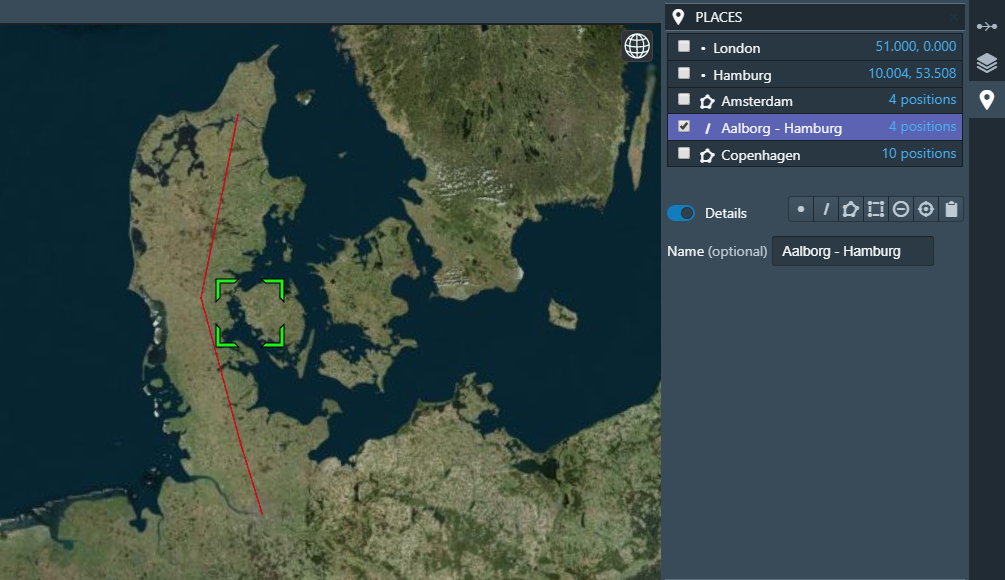 PLACES
London 51.000, 0.000
Hamburg 10.004, 53.508
Amsterdam 4 positions
Aalborg - Hamburg 4 positions
Copenhagen 10 positions
Details
Name (optional) Aalborg - Hamburg